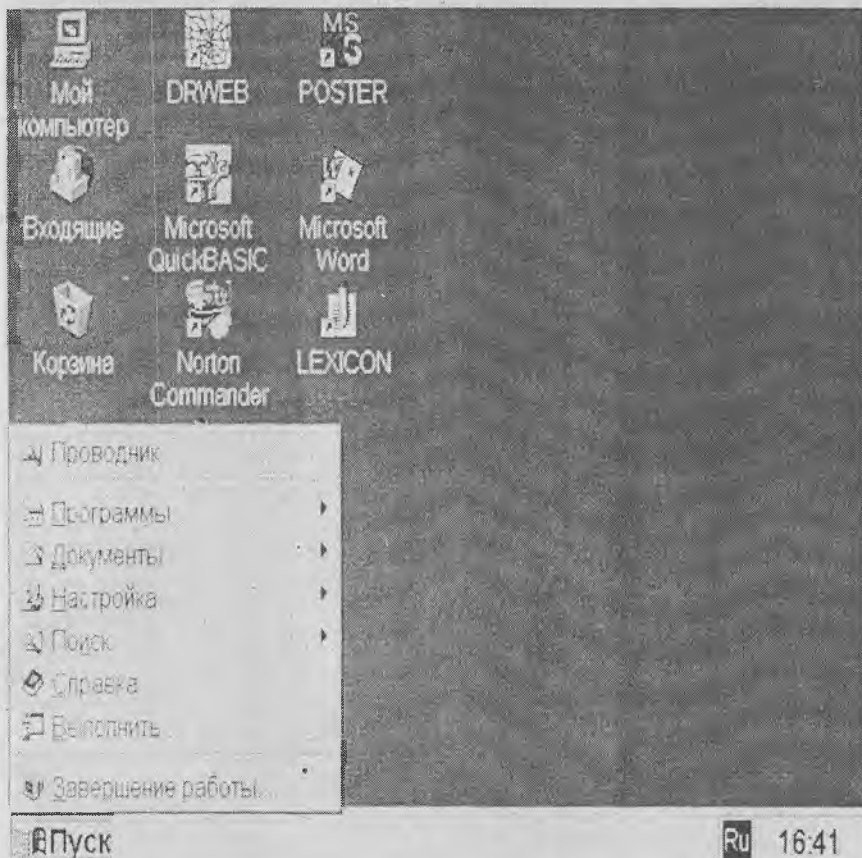 Мой
компьютер
DRWEB
MS
POSTER
Входящие
Microsoft
QuickBASIC
Microsoft
Word
Корзина
Norton
Commander
LEXICON
Проводник
Программы
Документы
Настройка
Поиск
Справка
Выполнить...
Завершение работы...
Пуск
Ru
16:41